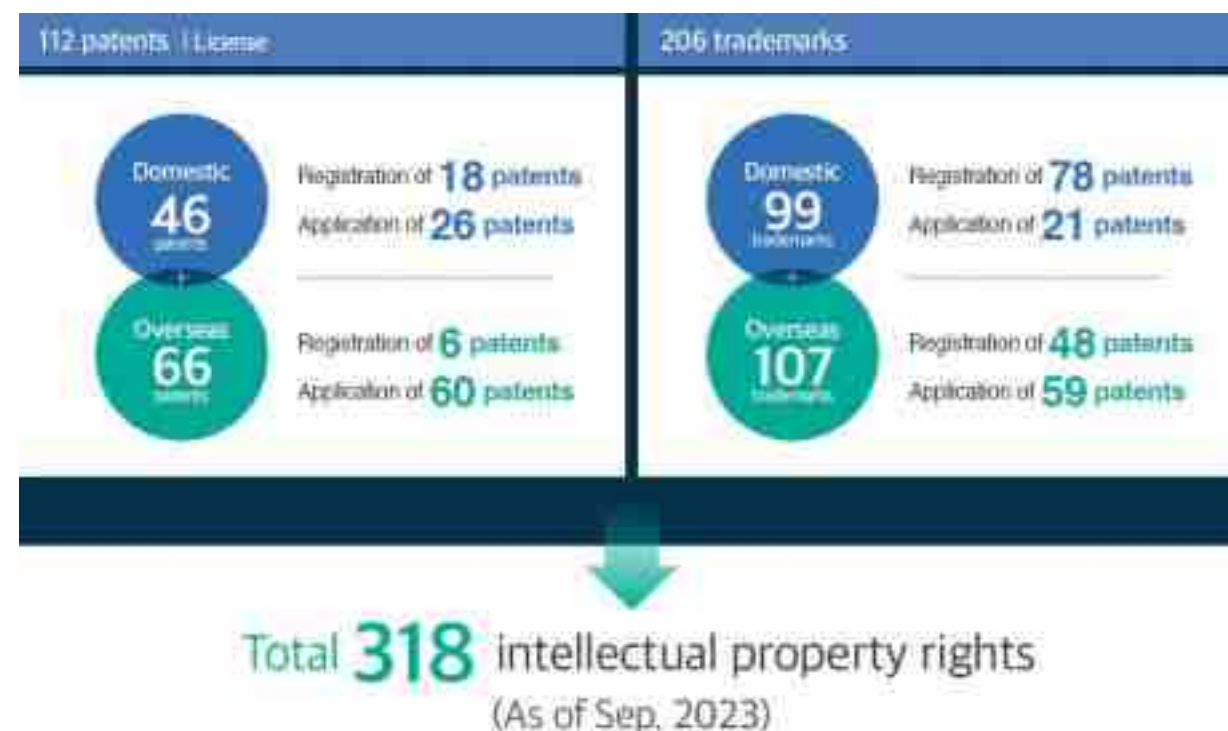 112 patents | License
Domestic
46
patents
Registration of 18 patents
Application of 26 patents
+
Overseas
66
patents
Registration of 6 patents
Application of 60 patents
206 trademarks
Domestic
99
trademarks
Registration of 78 patents
Application of 21 patents
+
Overseas
107
trademarks
Registration of 48 patents
Application of 59 patents
Total 318 intellectual property rights
(As of Sep, 2023)